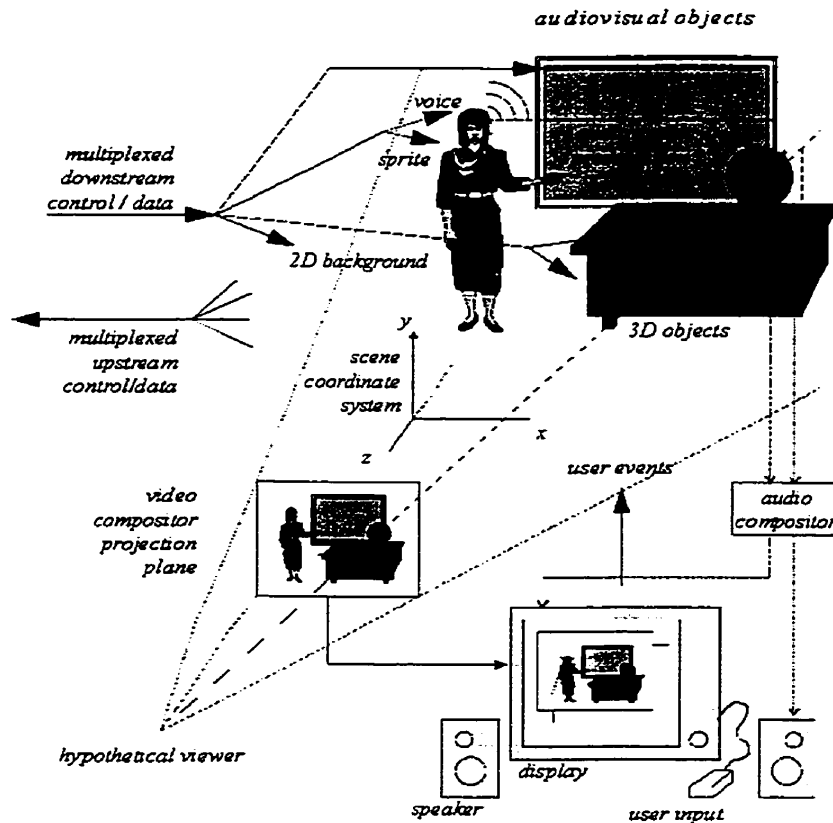 audiovisual objects
voice
sprite
multiplexed
downstream
control / data
2D background
3D objects
multiplexed
upstream
control/data
y
scene
coordinate
system
x
z
user events
video
compositor
projection
plane
audio
compositor
hypothetical viewer
display
speaker
user input